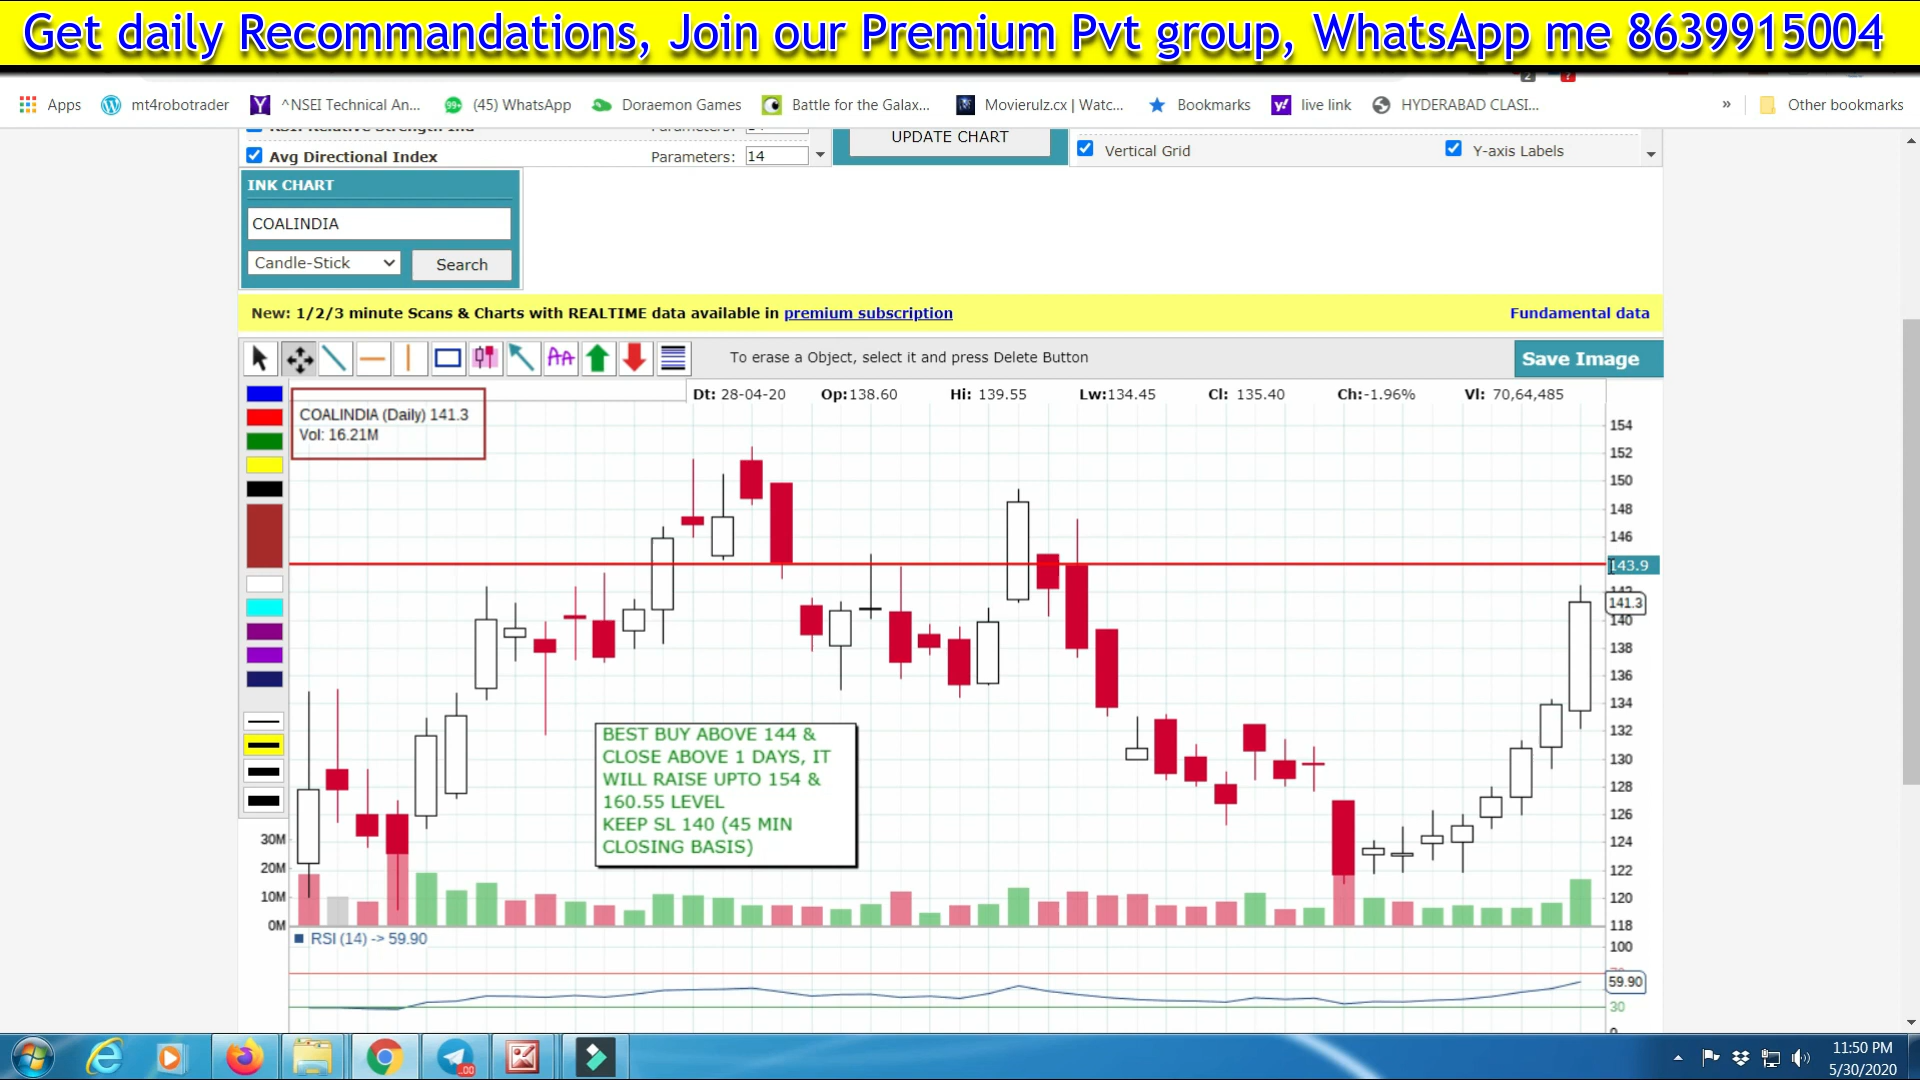 Get daily Recommandations, Join our Premium Pvt group, WhatsApp me 8639915004
Apps mt4robotrader ^NSEI Technical An... (45) WhatsApp Doraemon Games Battle for the Galax... Movierulz.cx | Watc... Bookmarks live link HYDERABAD CLASI... » Other bookmarks
UPDATE CHART
Avg Directional Index Parameters: 14 Vertical Grid Y-axis Labels
INK CHART
COALINDIA
Candle-Stick Search
New: 1/2/3 minute Scans & Charts with REALTIME data available in premium subscription Fundamental data
To erase a Object, select it and press Delete Button Save Image
Dt: 28-04-20 Op:138.60 Hi: 139.55 Lw:134.45 Cl: 135.40 Ch:-1.96% Vl: 70,64,485
COALINDIA (Daily) 141.3
Vol: 16.21M
154
152
150
148
146
143.9
141.3
140
138
136
134
132
130
128
126
124
122
120
118
BEST BUY ABOVE 144 &
CLOSE ABOVE 1 DAYS, IT
WILL RAISE UPTO 154 &
160.55 LEVEL
KEEP SL 140 (45 MIN
CLOSING BASIS)
30M
20M
10M
0M
RSI (14) -> 59.90
100
59.90
30
11:50 PM
5/30/2020